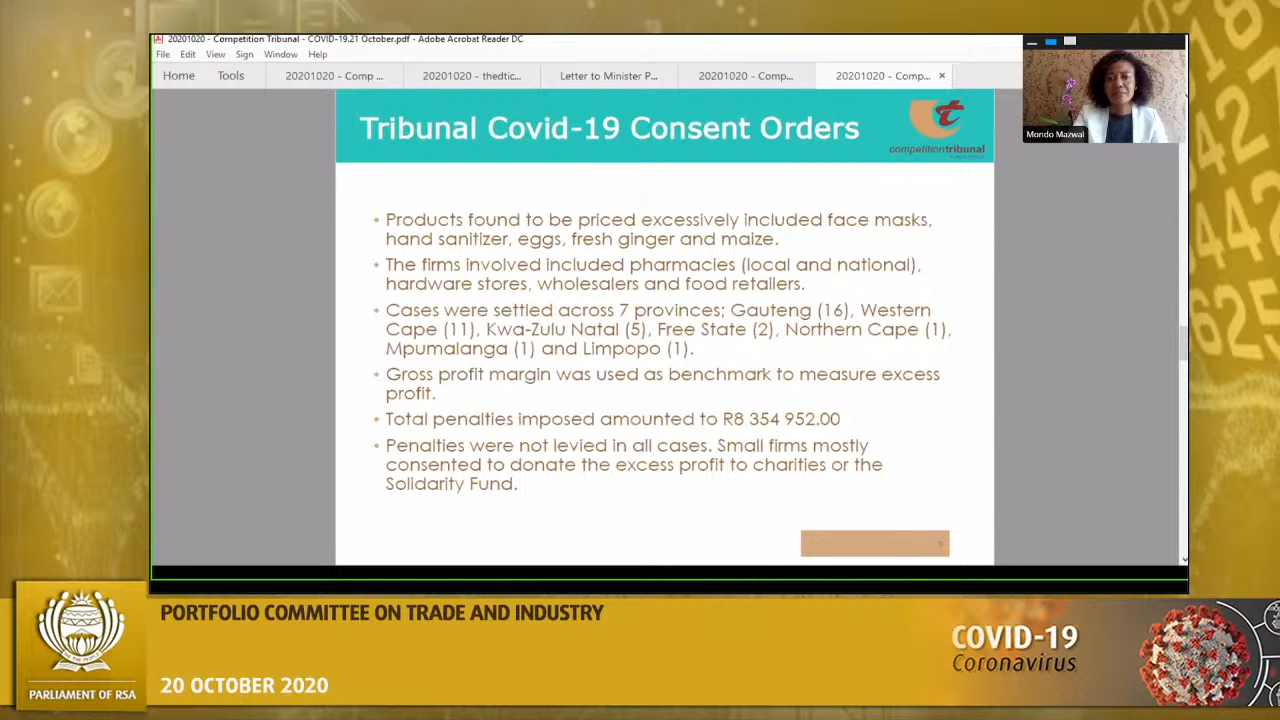 20201020 - Competition Tribunal - COVID-19.21 October.pdf - Adobe Acrobat Reader DC
File Edit View Sign Window Help
Home Tools 20201020 - Comp ... 20201020 - thedtic... Letter to Minister P... 20201020 - Comp... 20201020 - Comp... ×
Mondo Mazwai
Tribunal Covid-19 Consent Orders
competitiontribunal
• Products found to be priced excessively included face masks,
hand sanitizer, eggs, fresh ginger and maize.
• The firms involved included pharmacies (local and national),
hardware stores, wholesalers and food retailers.
• Cases were settled across 7 provinces; Gauteng (16), Western
Cape (11), Kwa-Zulu Natal (5), Free State (2), Northern Cape (1),
Mpumalanga (1) and Limpopo (1).
• Gross profit margin was used as benchmark to measure excess
profit.
• Total penalties imposed amounted to R8 354 952.00
• Penalties were not levied in all cases. Small firms mostly
consented to donate the excess profit to charities or the
Solidarity Fund.
PORTFOLIO COMMITTEE ON TRADE AND INDUSTRY
20 OCTOBER 2020
PARLIAMENT OF RSA
COVID-19
Coronavirus